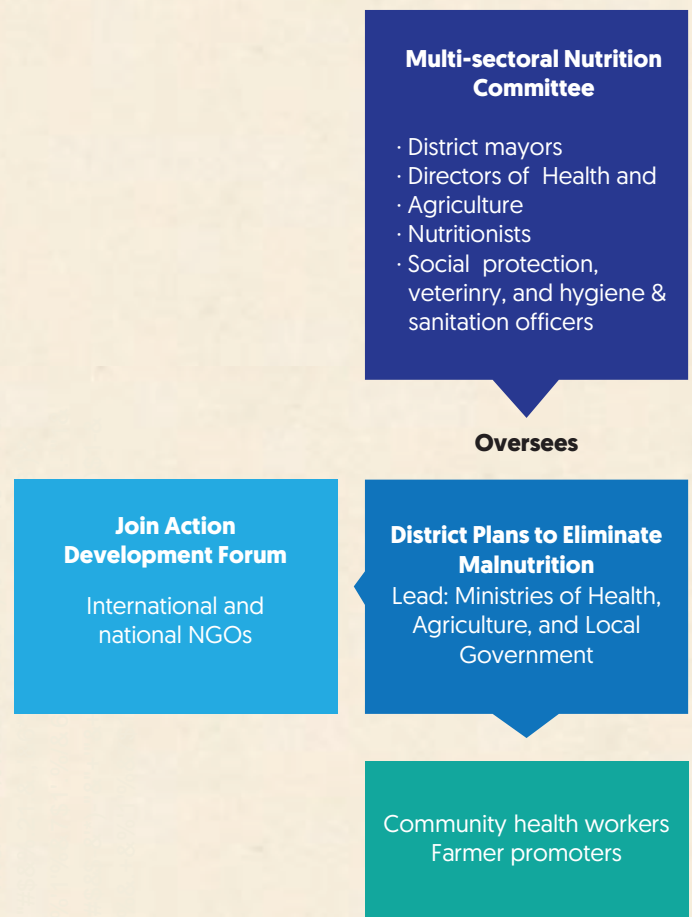 Multi-sectoral Nutrition
Committee
· District mayors
· Directors of Health and
· Agriculture
· Nutritionists
· Social protection,
veterinry, and hygiene &
sanitation officers
Oversees
Join Action
Development Forum
International and
national NGOs
District Plans to Eliminate
Malnutrition
Lead: Ministries of Health,
Agriculture, and Local
Government
Community health workers
Farmer promoters